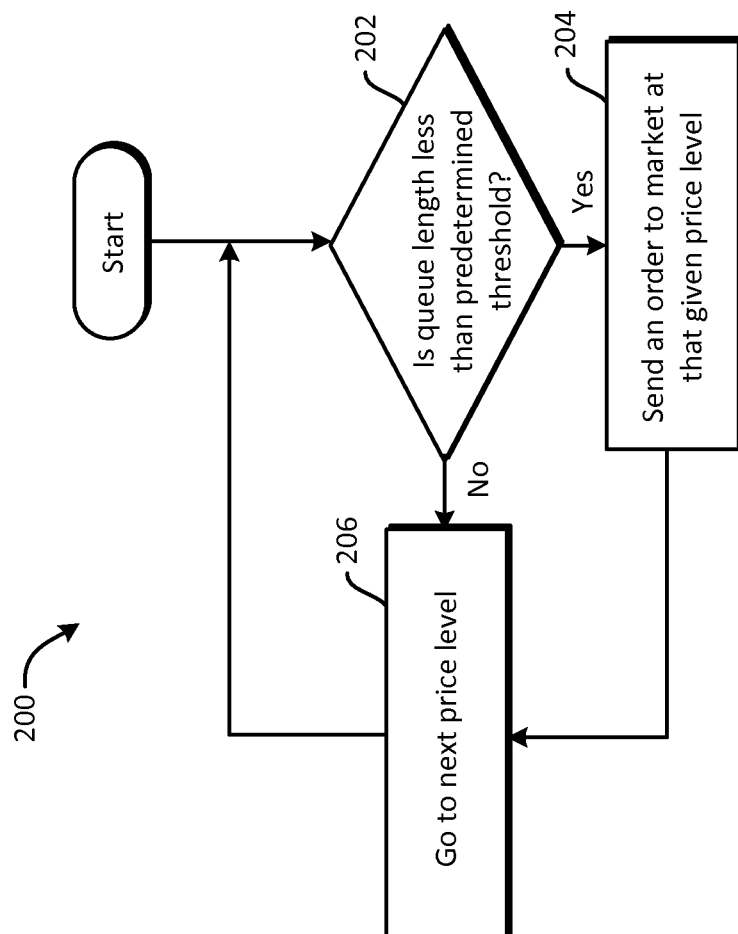 200
Start
202
Is queue length less
than predetermined
threshold?
Yes
No
204
Send an order to market at
that given price level
206
Go to next price level